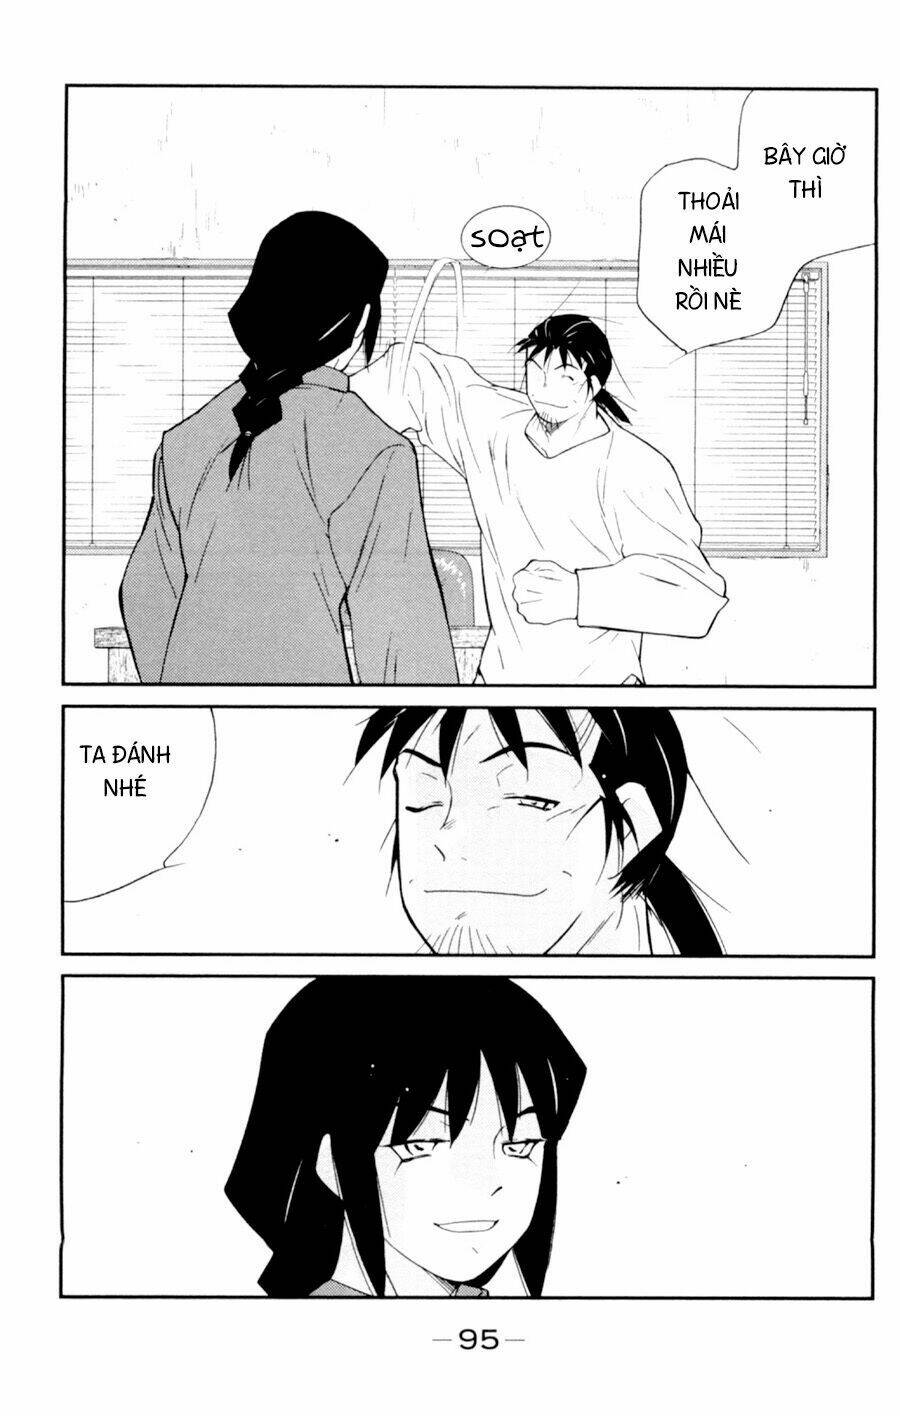 BÂY GIỜ
THÌ
THOẢI
MÁI
NHIỀU
RỒI NÈ
soạt
TA ĐÁNH
NHÉ
—95—